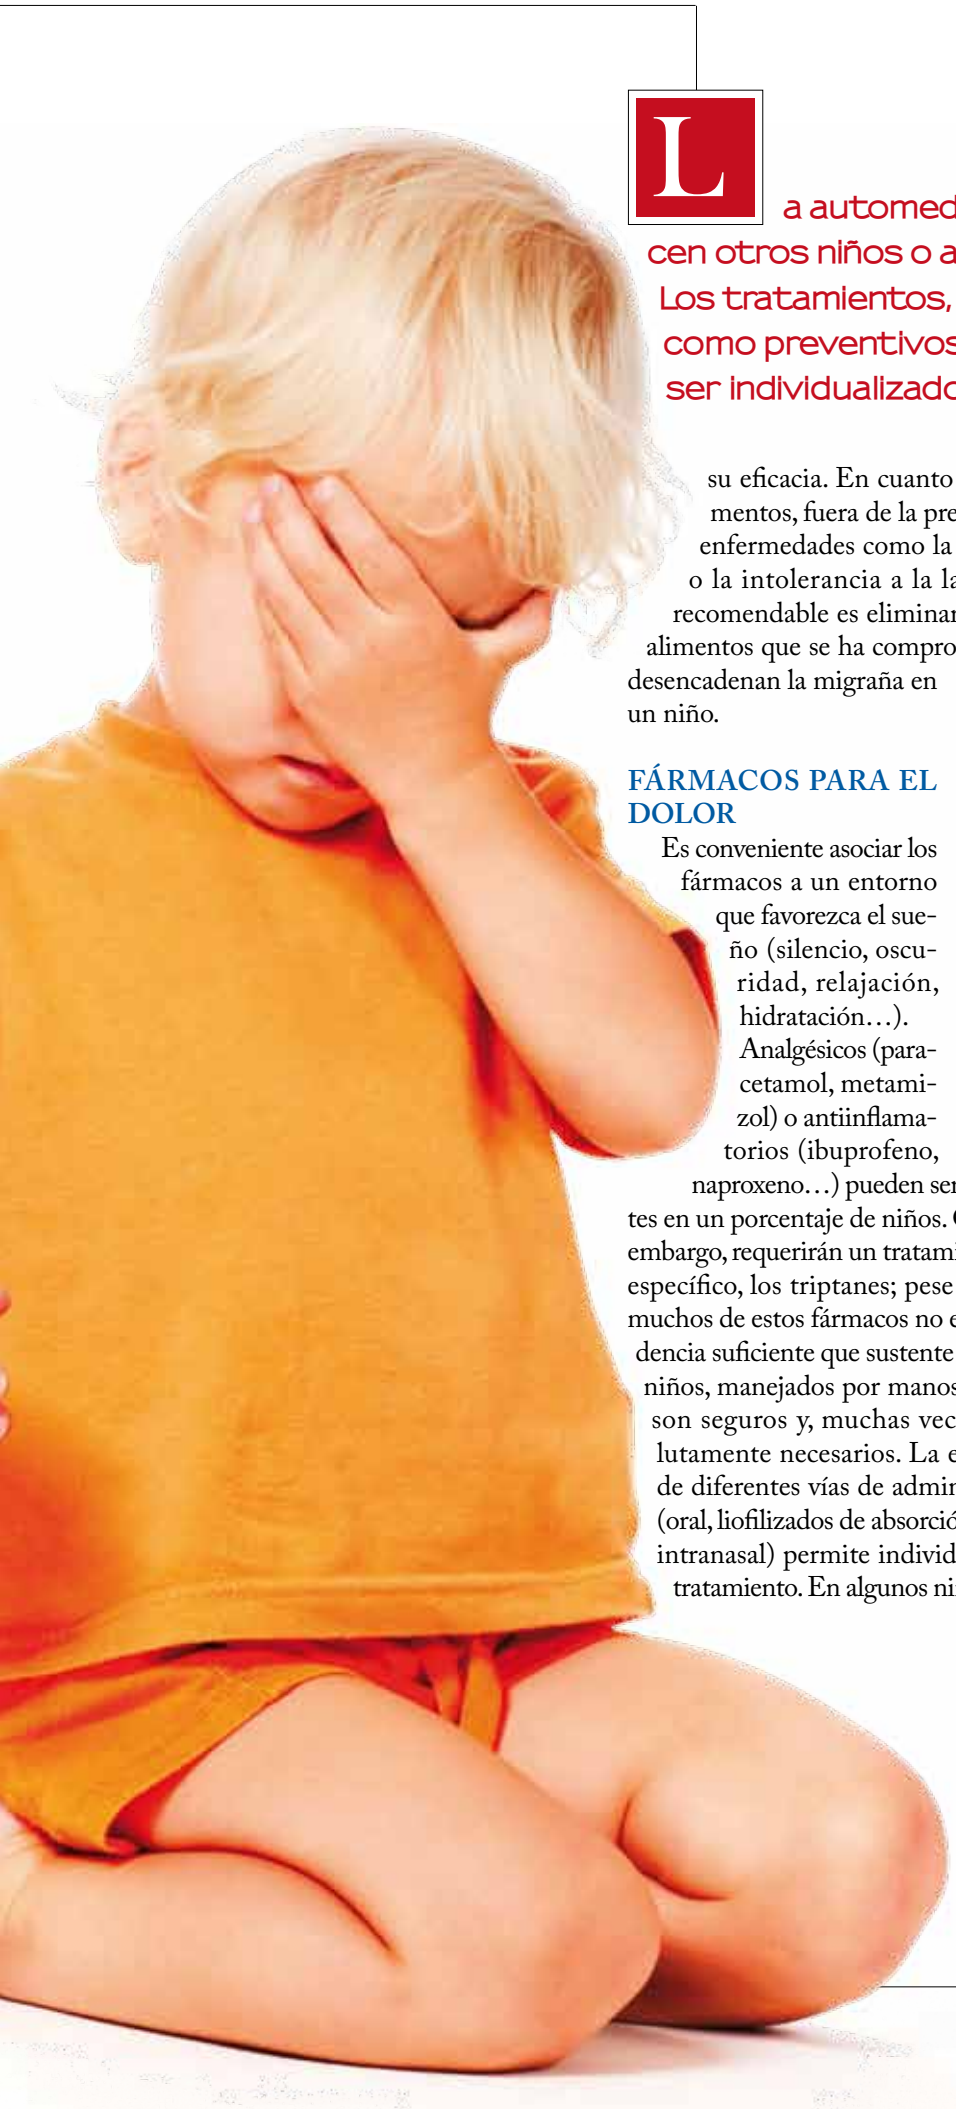 La automed
cen otros niños o a
Los tratamientos,
como preventivos
ser individualizado
su eficacia. En cuanto
mentos, fuera de la pre
enfermedades como la
o la intolerancia a la la
recomendable es eliminar
alimentos que se ha compro
desencadenan la migraña en
un niño.
FÁRMACOS PARA EL
DOLOR
Es conveniente asociar los
fármacos a un entorno
que favorezca el sue-
ño (silencio, oscu-
ridad, relajación,
hidratación…).
Analgésicos (para-
cetamol, metami-
zol) o antiinflama-
torios (ibuprofeno,
naproxeno…) pueden ser
tes en un porcentaje de niños.
embargo, requerirán un tratami
específico, los triptanes; pese
muchos de estos fármacos no e
dencia suficiente que sustente
niños, manejados por manos
son seguros y, muchas vec
lutamente necesarios. La e
de diferentes vías de admin
(oral, liofilizados de absorció
intranasal) permite individ
tratamiento. En algunos ni